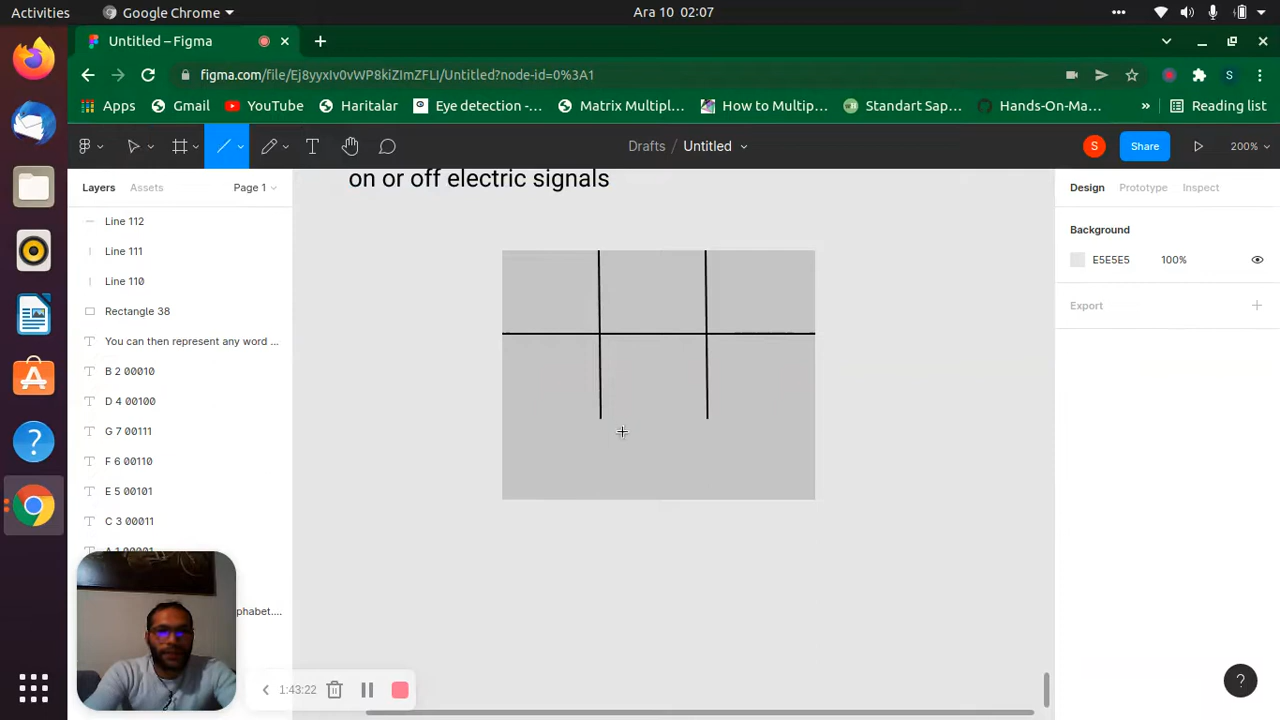 Activities
Google Chrome
Ara 10 02:07
Untitled – Figma
figma.com/file/Ej8yyxIv0vWP8kiZImZFLI/Untitled?node-id=0%3A1
S
Apps
Gmail
YouTube
Haritalar
Eye detection -...
Matrix Multipl...
How to Multip...
Standart Sap...
Hands-On-Ma...
»
Reading list
T
Drafts / Untitled
S
Share
200%
Layers
Assets
Page 1
on or off electric signals
Design
Prototype
Inspect
Line 112
Line 111
Line 110
Rectangle 38
You can then represent any word ...
B 2 00010
D 4 00100
G 7 00111
F 6 00110
E 5 00101
C 3 00011
A 1 00001
phabet....
Background
E5E5E5 100%
Export
1:43:22
?